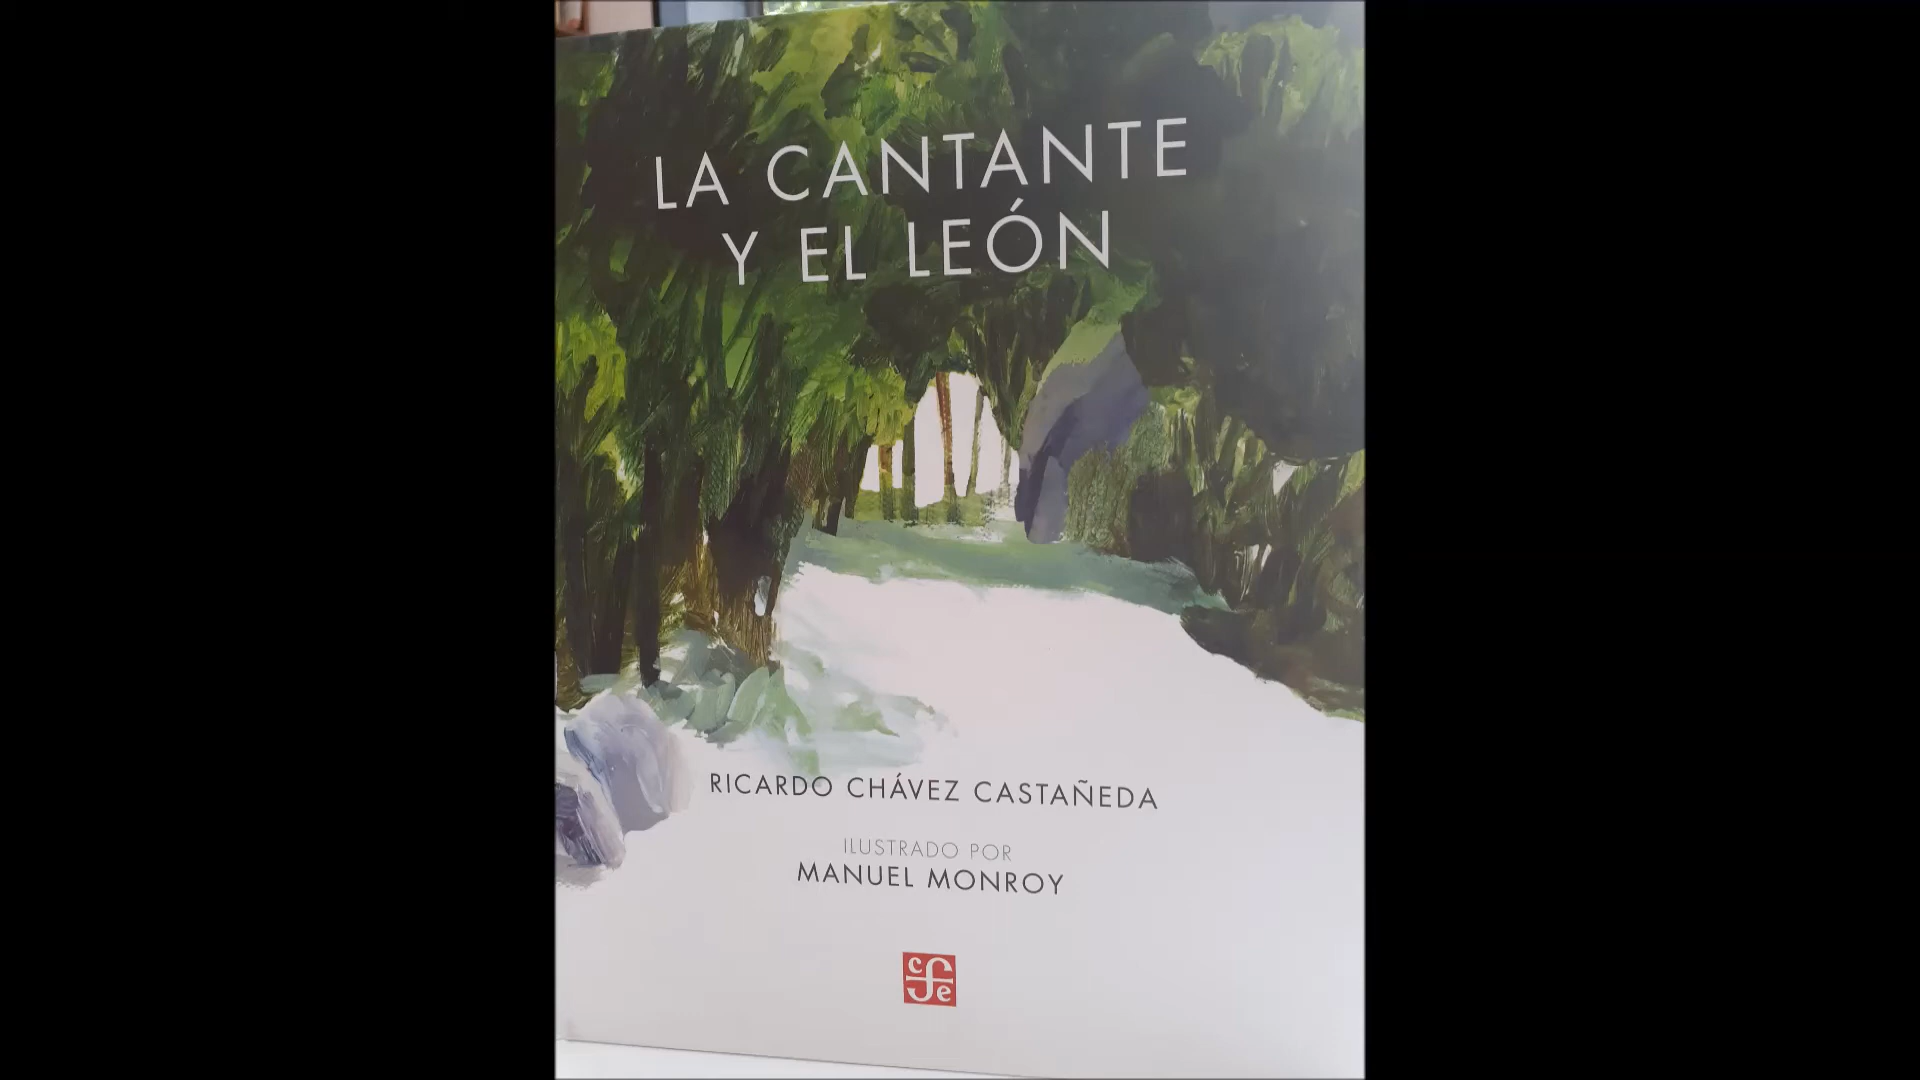 LA CANTANTE
Y EL LEÓN
RICARDO CHÁVEZ CASTAÑEDA
ILUSTRADO POR
MANUEL MONROY
cfe